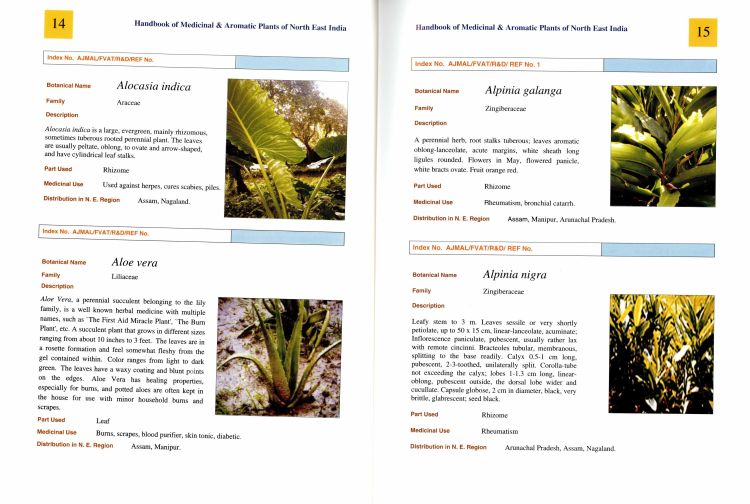 14
Handbook of Medicinal & Aromatic Plants of North East India
Index No. AJMAL/FVAT/R&D/REF No.
Botanical Name Alocasia indica
Family Araceae
Description
Alocasia indica is a large, evergreen, mainly rhizomous,
sometimes tuberous rooted perennial plant. The leaves
are usually peltate, oblong, to ovate and arrow-shaped,
and have cylindrical leaf stalks.
Part Used Rhizome
Medicinal Use Used against herpes, cures scabies, piles.
Distribution in N. E. Region Assam, Nagaland.
Index No. AJMAL/FVAT/R&D/REF No.
Botanical Name Aloe vera
Family Liliaceae
Description
Aloe Vera, a perennial succulent belonging to the lily
family, is a well known herbal medicine with multiple
names, such as `The First Aid Miracle Plant', `The Burn
Plant', etc. A succulent plant that grows in different sizes
ranging from about 10 inches to 3 feet. The leaves are in
a rosette formation and feel somewhat fleshy from the
gel contained within. Color ranges from light to dark
green. The leaves have a waxy coating and blunt points
on the edges. Aloe Vera has healing properties,
especially for burns, and potted aloes are often kept in
the house for use with minor household burns and
scrapes.
Part Used Leaf
Medicinal Use Burns, scrapes, blood purifier, skin tonic, diabetic.
Distribution in N. E. Region Assam, Manipur.
Handbook of Medicinal & Aromatic Plants of North East India
15
Index No. AJMAL/FVAT/R&D/ REF No. 1
Botanical Name Alpinia galanga
Family Zingiberaceae
Description
A perennial herb, root stalks tuberous; leaves aromatic
oblong-lanceolate, acute margins, white sheath long
ligules rounded. Flowers in May, flowered panicle,
white bracts ovate. Fruit orange red.
Part Used Rhizome
Medicinal Use Rheumatism, bronchial catarrh.
Distribution in N. E. Region Assam, Manipur, Arunachal Pradesh.
Index No. AJMAL/FVAT/R&D/ REF No.
Botanical Name Alpinia nigra
Family Zingiberaceae
Description
Leafy stem to 3 m. Leaves sessile or very shortly
petiolate, up to 50 x 15 cm, linear-lanceolate, acuminate;
Inflorescence paniculate, pubescent, usually rather lax
with remote cincinni. Bracteoles tubular, membranous,
splitting to the base readily. Calyx 0.5-1 cm long,
pubescent, 2-3-toothed, unilaterally split. Corolla-tube
not exceeding the calyx; lobes 1-1.3 cm long, linear-
oblong, pubescent outside, the dorsal lobe wider and
cucullate. Capsule globose, 2 cm in diameter, black, very
brittle, glabrescent; seed black.
Part Used Rhizome
Medicinal Use Rheumatism
Distribution in N. E. Region Arunachal Pradesh, Assam, Nagaland.